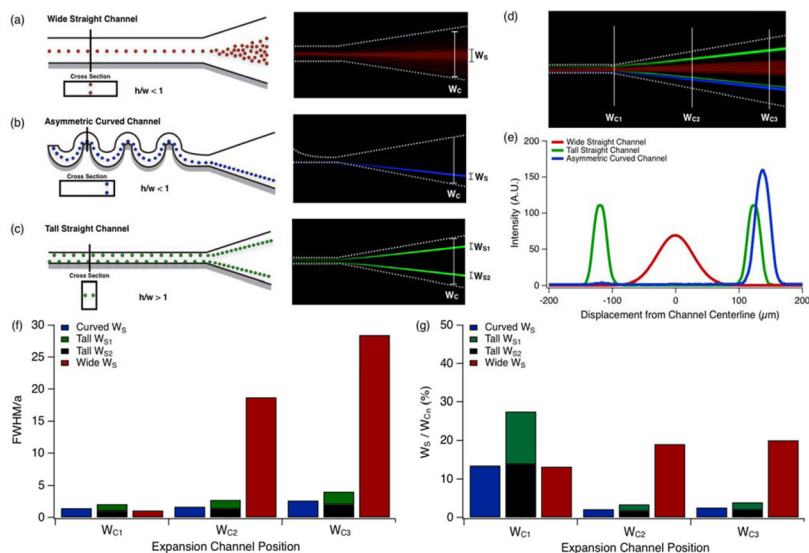 (a) Wide Straight Channel
Cross Section
h/w < 1
WS
WC
(b)
Asymmetric Curved Channel
Cross Section
h/w < 1
WS
WC
(c)
Tall Straight Channel
Cross Section
h/w > 1
WS1
WS2
WC
(d)
WC1
WC2
WC3
(e)
Wide Straight Channel
Tall Straight Channel
Asymmetric Curved Channel
Intensity (A.U.)
200
150
100
50
0
-200
-100
0
100
200
Displacement from Channel Centerline (µm)
(f)
Curved WS
Tall WS1
Tall WS2
Wide WS
FWHM/a
30
25
20
15
10
5
0
WC1
WC2
WC3
Expansion Channel Position
(g)
Curved WS
Tall WS1
Tall WS2
Wide WS
WS / WCn (%)
50
40
30
20
10
0
WC1
WC2
WC3
Expansion Channel Position